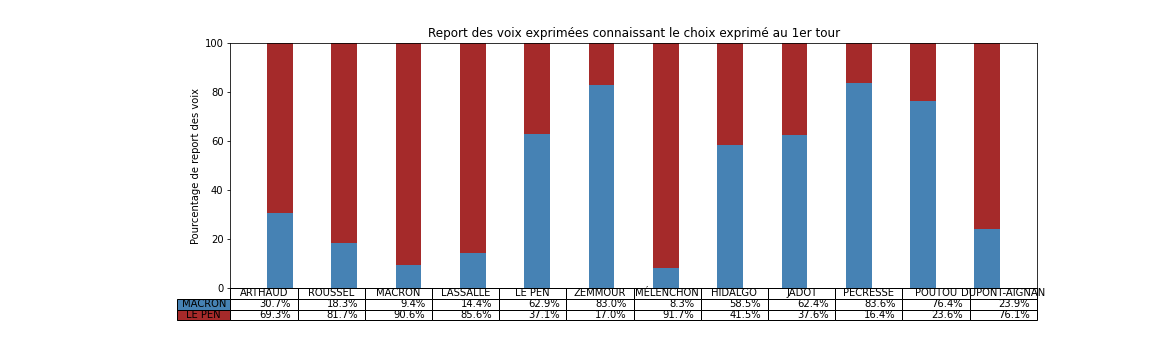 Report des voix exprimées connaissant le choix exprimé au 1er tour
Pourcentage de report des voix
100
80
60
40
20
0
ARTHAUD ROUSSEL MACRON LASSALLE LE PEN ZEMMOUR MÉLENCHON HIDALGO JADOT PÉCRESSE POUTOU DUPONT-AIGNAN
MACRON 30.7% 18.3% 9.4% 14.4% 62.9% 83.0% 8.3% 58.5% 62.4% 83.6% 76.4% 23.9%
LE PEN 69.3% 81.7% 90.6% 85.6% 37.1% 17.0% 91.7% 41.5% 37.6% 16.4% 23.6% 76.1%